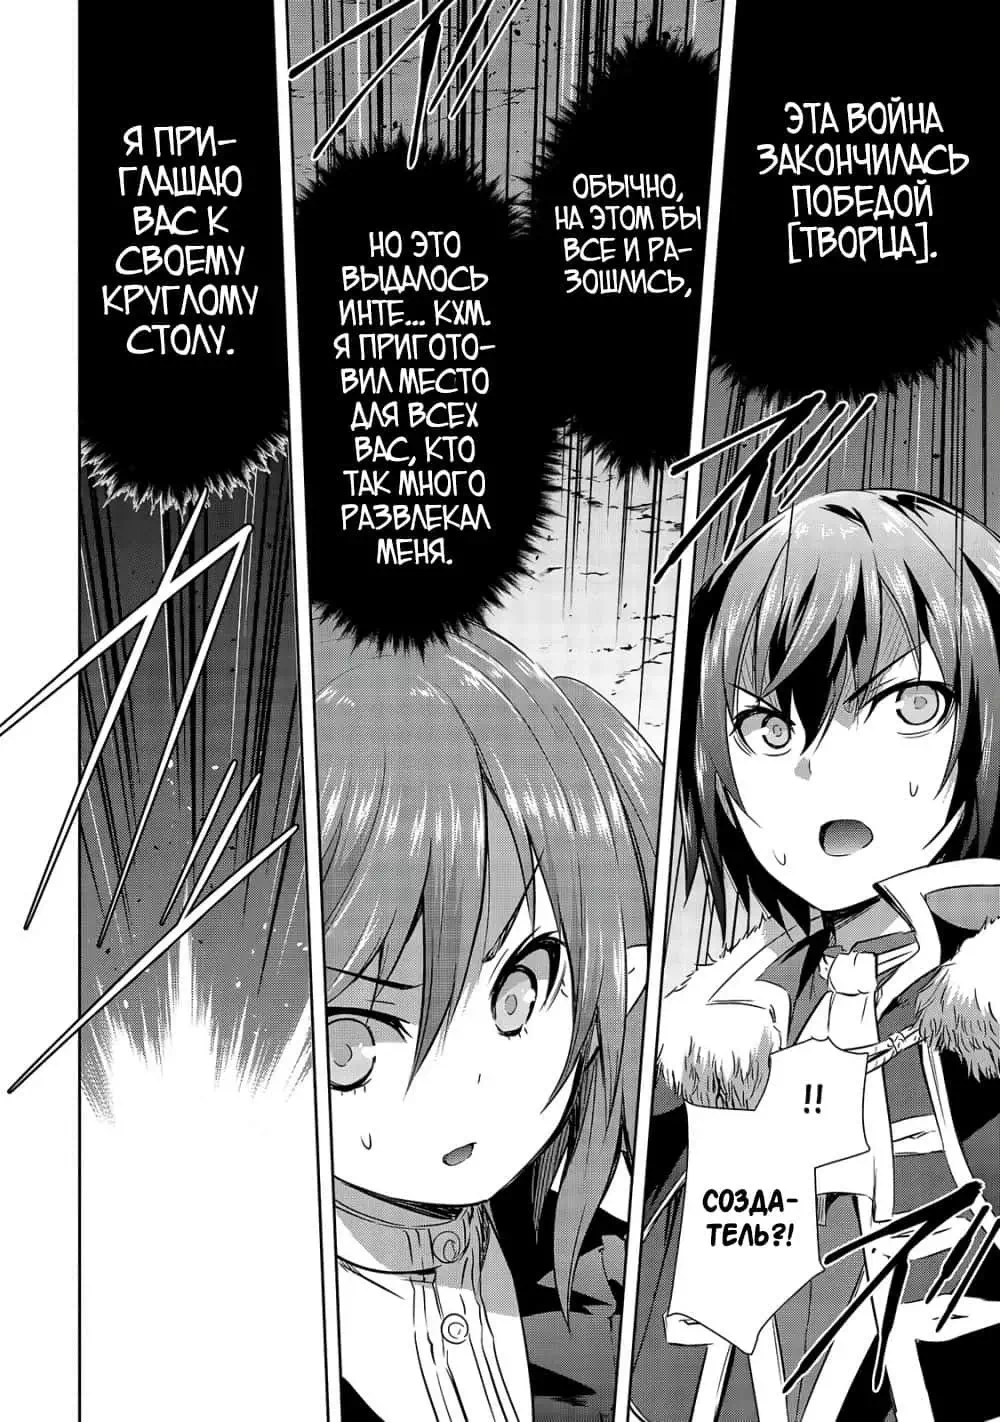 ЭТА ВОЙНА
ЗАКОНЧИЛАСЬ
ПОБЕДОЙ
[ТВОРЦА].
!!
СОЗДА-
ТЕЛЬ?!
ОБЫЧНО,
НА ЭТОМ БЫ
ВСЕ И РА-
ЗОШЛИСЬ,
НО ЭТО
ВЫДАЛОСЬ
ИНТЕ... КХМ.
Я ПРИГОТО-
ВИЛ МЕСТО
ДЛЯ ВСЕХ
ВАС, КТО
ТАК МНОГО
РАЗВЛЕКАЛ
МЕНЯ.
Я ПРИ-
ГЛАШАЮ
ВАС К
СВОЕМУ
КРУГЛОМУ
СТОЛУ.